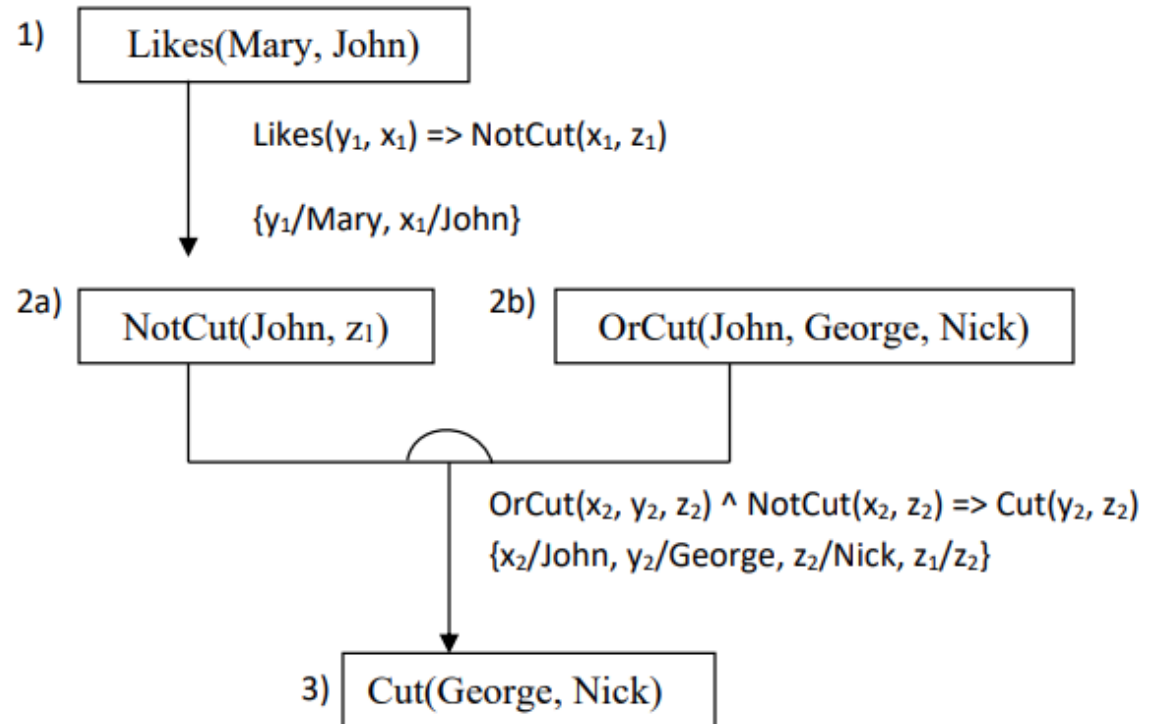 1) Likes(Mary, John)
Likes(y₁, x₁) => NotCut(x₁, z₁)
{y₁/Mary, x₁/John}
2a) NotCut(John, z₁)
2b) OrCut(John, George, Nick)
OrCut(x₂, y₂, z₂) ^ NotCut(x₂, z₂) => Cut(y₂, z₂)
{x₂/John, y₂/George, z₂/Nick, z₁/z₂}
3) Cut(George, Nick)